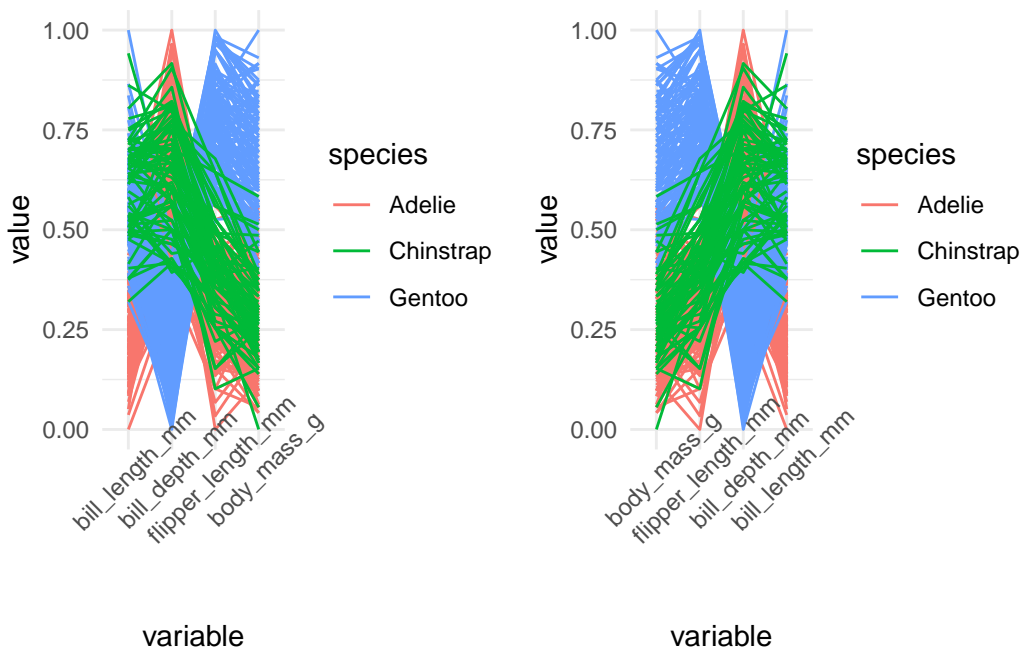 1.00
0.75
0.50
0.25
0.00
value
bill_length_mm
bill_depth_mm
flipper_length_mm
body_mass_g
variable
species
Adelie
Chinstrap
Gentoo
1.00
0.75
0.50
0.25
0.00
value
body_mass_g
flipper_length_mm
bill_depth_mm
bill_length_mm
variable
species
Adelie
Chinstrap
Gentoo